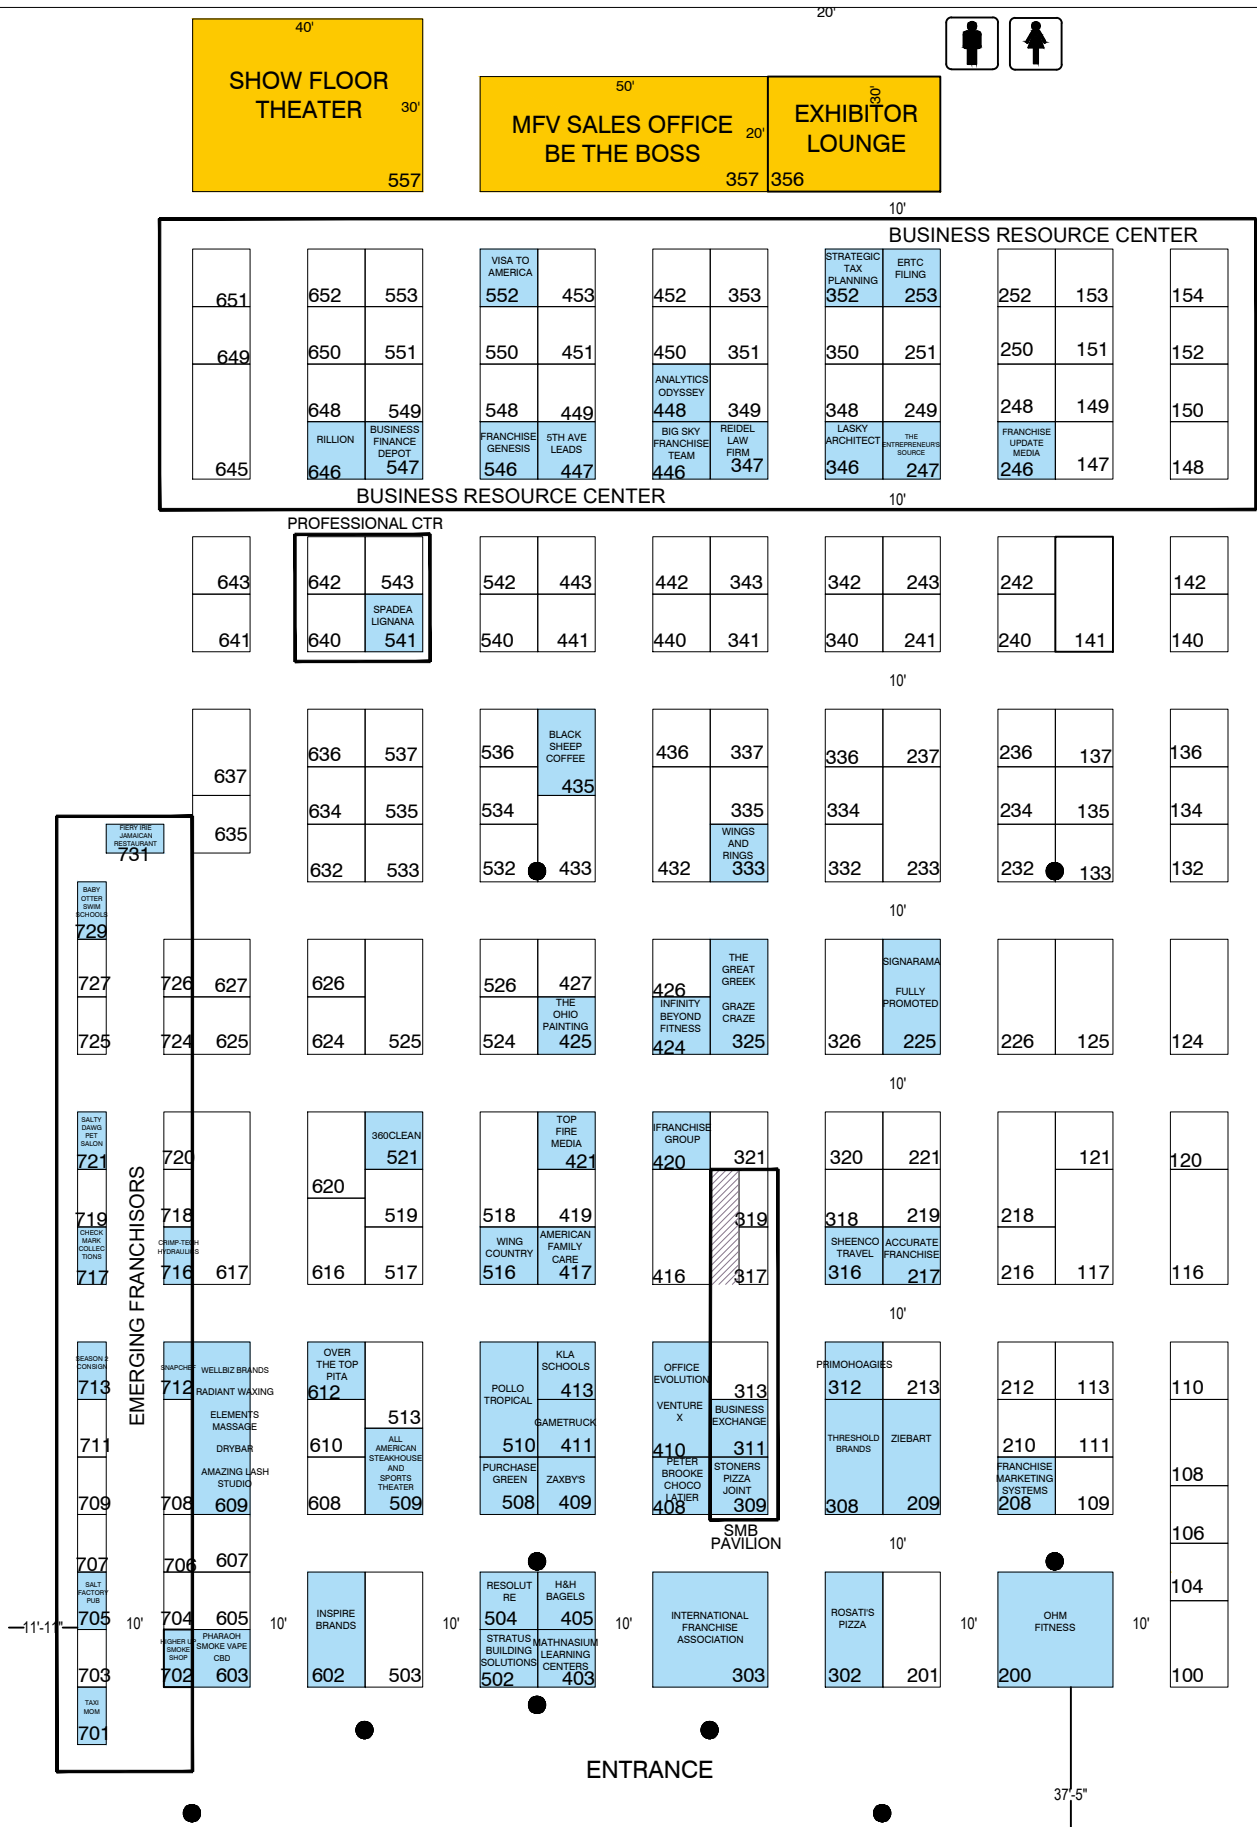 20'
40'
SHOW FLOOR
THEATER
30'
557
50'
MFV SALES OFFICE
BE THE BOSS
20'
357
30'
EXHIBITOR
LOUNGE
356
10'
BUSINESS RESOURCE CENTER
651
652
553
VISA TO
AMERICA
552
453
452
353
STRATEGIC
TAX
PLANNING
352
ERTC
FILING
253
252
153
154
649
650
551
550
451
450
351
350
251
250
151
152
648
549
548
449
ANALYTICS
ODYSSEY
448
349
348
249
248
149
150
645
RILLION
646
BUSINESS
FINANCE
DEPOT
547
FRANCHISE
GENESIS
546
5TH AVE
LEADS
447
BIG SKY
FRANCHISE
TEAM
446
REIDEL
LAW
FIRM
347
LASKY
ARCHITECT
346
THE
ENTREPRENEUR'S
SOURCE
247
FRANCHISE
UPDATE
MEDIA
246
147
148
BUSINESS RESOURCE CENTER
10'
PROFESSIONAL CTR
643
642
543
542
443
442
343
342
243
242
142
641
640
SPADEA
LIGNANA
541
540
441
440
341
340
241
240
141
140
10'
637
636
537
536
BLACK
SHEEP
COFFEE
435
436
337
336
237
236
137
136
635
634
535
534
335
334
234
135
134
632
533
532
433
432
WINGS
AND
RINGS
333
332
233
232
133
132
10'
FIERY IRIE
JAMAICAN
RESTAURANT
731
BABY
OTTER
SWIM
SCHOOLS
729
727
726
627
626
526
427
426
THE
GREAT
GREEK
GRAZE
CRAZE
325
SIGNARAMA
FULLY
PROMOTED
225
725
724
625
624
525
524
THE
OHIO
PAINTING
425
INFINITY
BEYOND
FITNESS
424
326
226
125
124
10'
EMERGING FRANCHISORS
SALTY
DAWG
PET
SALON
721
720
620
360CLEAN
521
TOP
FIRE
MEDIA
421
IFRANCHISE
GROUP
420
321
320
221
121
120
719
718
519
518
419
319
318
219
218
CHECK
MARK
COLLEC
TIONS
717
CRIMP-TECH
HYDRAULICS
716
617
616
517
WING
COUNTRY
516
AMERICAN
FAMILY
CARE
417
416
317
SHEENCO
TRAVEL
316
ACCURATE
FRANCHISE
217
216
117
116
10'
SEASON 2
CONSIGN
713
SNAPCHEF
712
WELLBIZ BRANDS
RADIANT WAXING
ELEMENTS
MASSAGE
DRYBAR
AMAZING LASH
STUDIO
609
OVER
THE TOP
PITA
612
513
POLLO
TROPICAL
510
KLA
SCHOOLS
413
OFFICE
EVOLUTION
VENTURE
X
410
313
PRIMOHOAGIES
312
213
212
113
110
711
610
GAMETRUCK
411
BUSINESS
EXCHANGE
311
THRESHOLD
BRANDS
308
ZIEBART
209
210
111
709
708
608
ALL
AMERICAN
STEAKHOUSE
AND
SPORTS
THEATER
509
PURCHASE
GREEN
508
ZAXBY'S
409
PETER
BROOKE
CHOCO
LATIER
408
STONERS
PIZZA
JOINT
309
FRANCHISE
MARKETING
SYSTEMS
208
109
108
SMB
PAVILION
10'
707
706
607
106
SALT
FACTORY
PUB
705
704
605
104
11'-11"
10'
10'
10'
10'
10'
10'
703
HIGHER UP
SMOKE
SHOP
702
PHARAOH
SMOKE VAPE
CBD
603
INSPIRE
BRANDS
602
503
RESOLUT
RE
504
H&H
BAGELS
405
STRATUS
BUILDING
SOLUTIONS
502
MATHNASIUM
LEARNING
CENTERS
403
INTERNATIONAL
FRANCHISE
ASSOCIATION
303
ROSATI'S
PIZZA
302
201
OHM
FITNESS
200
100
TAXI
MOM
701
ENTRANCE
37'-5"